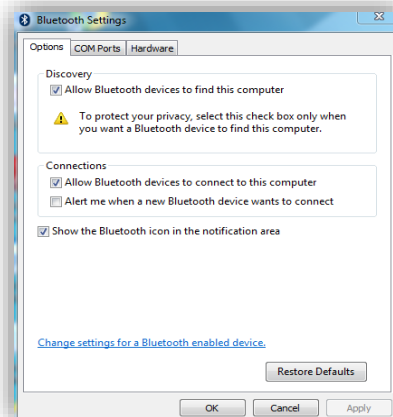 Bluetooth Settings
Options COM Ports Hardware
Discovery
Allow Bluetooth devices to find this computer
To protect your privacy, select this check box only when
you want a Bluetooth device to find this computer.
Connections
Allow Bluetooth devices to connect to this computer
Alert me when a new Bluetooth device wants to connect
Show the Bluetooth icon in the notification area
Change settings for a Bluetooth enabled device.
Restore Defaults
OK Cancel Apply